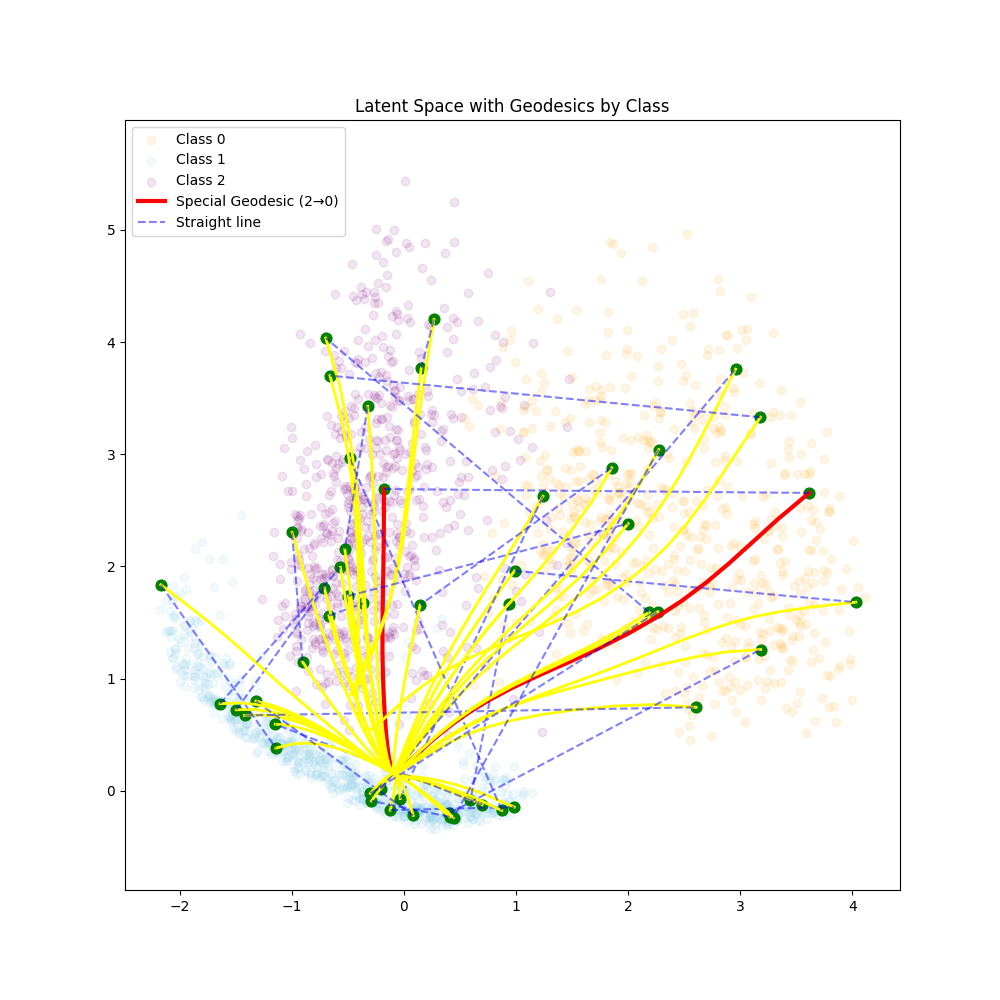 Latent Space with Geodesics by Class
Class 0
Class 1
Class 2
Special Geodesic (2→0)
Straight line
5
4
3
2
1
0
−2 −1 0 1 2 3 4